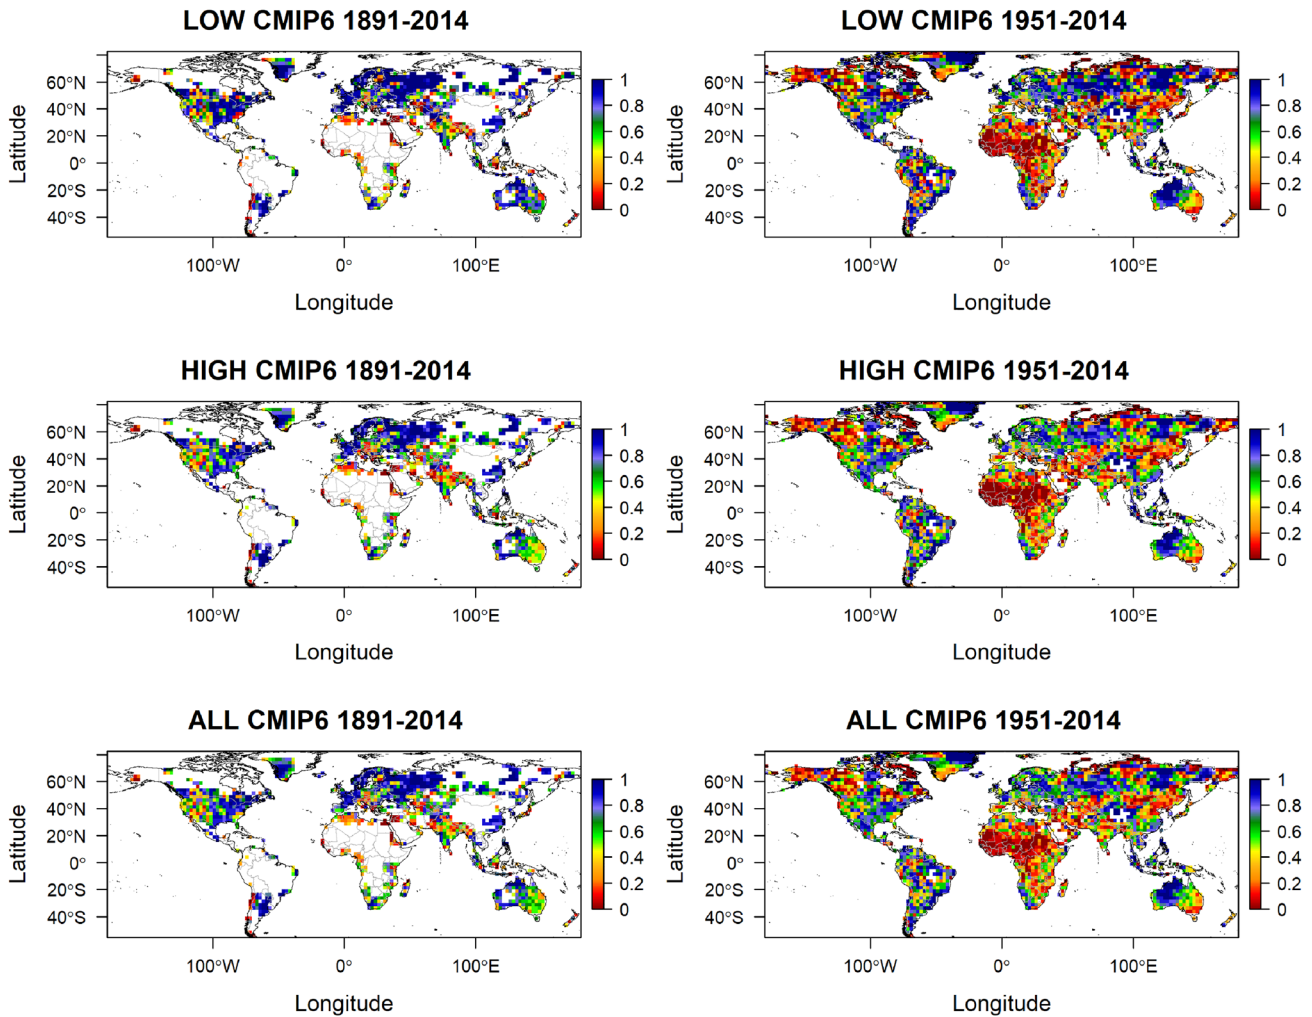 LOW CMIP6 1891-2014
Latitude
60°N
40°N
20°N
0°
20°S
40°S
100°W
0°
100°E
Longitude
1
0.8
0.6
0.4
0.2
0
LOW CMIP6 1951-2014
Latitude
60°N
40°N
20°N
0°
20°S
40°S
100°W
0°
100°E
Longitude
1
0.8
0.6
0.4
0.2
0
HIGH CMIP6 1891-2014
Latitude
60°N
40°N
20°N
0°
20°S
40°S
100°W
0°
100°E
Longitude
1
0.8
0.6
0.4
0.2
0
HIGH CMIP6 1951-2014
Latitude
60°N
40°N
20°N
0°
20°S
40°S
100°W
0°
100°E
Longitude
1
0.8
0.6
0.4
0.2
0
ALL CMIP6 1891-2014
Latitude
60°N
40°N
20°N
0°
20°S
40°S
100°W
0°
100°E
Longitude
1
0.8
0.6
0.4
0.2
0
ALL CMIP6 1951-2014
Latitude
60°N
40°N
20°N
0°
20°S
40°S
100°W
0°
100°E
Longitude
1
0.8
0.6
0.4
0.2
0